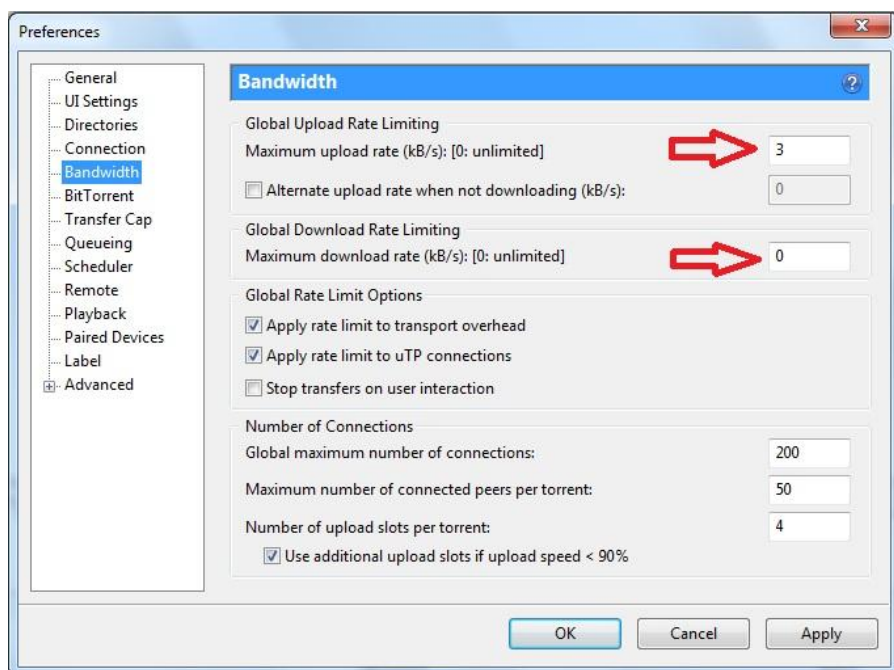 Preferences
General
UI Settings
Directories
Connection
Bandwidth
BitTorrent
Transfer Cap
Queueing
Scheduler
Remote
Playback
Paired Devices
Label
Advanced
Bandwidth
Global Upload Rate Limiting
Maximum upload rate (kB/s): [0: unlimited] 3
Alternate upload rate when not downloading (kB/s): 0
Global Download Rate Limiting
Maximum download rate (kB/s): [0: unlimited] 0
Global Rate Limit Options
Apply rate limit to transport overhead
Apply rate limit to uTP connections
Stop transfers on user interaction
Number of Connections
Global maximum number of connections: 200
Maximum number of connected peers per torrent: 50
Number of upload slots per torrent: 4
Use additional upload slots if upload speed < 90%
OK Cancel Apply